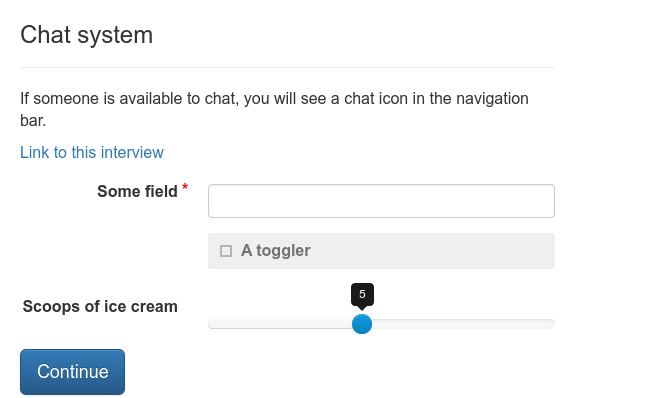 Chat system
If someone is available to chat, you will see a chat icon in the navigation
bar.
Link to this interview
Some field *
A toggler
5
Scoops of ice cream
Continue